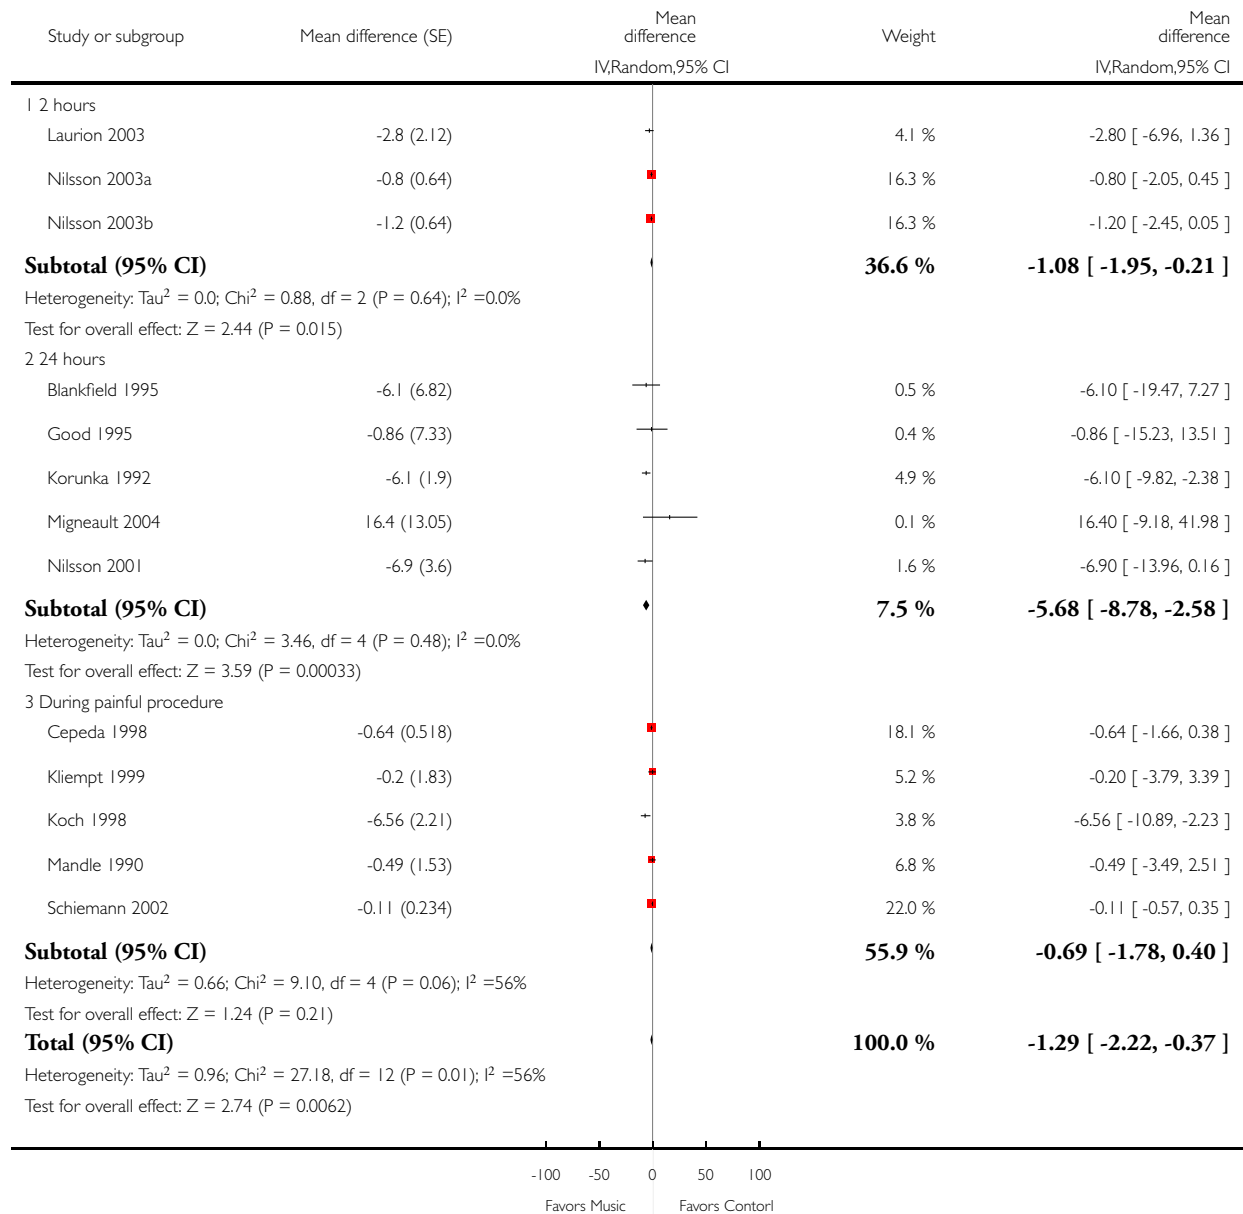 Study or subgroup Mean difference (SE) Mean difference Weight Mean difference
IV,Random,95% CI IV,Random,95% CI
1 2 hours
Laurion 2003 -2.8 (2.12) 4.1 % -2.80 [ -6.96, 1.36 ]
Nilsson 2003a -0.8 (0.64) 16.3 % -0.80 [ -2.05, 0.45 ]
Nilsson 2003b -1.2 (0.64) 16.3 % -1.20 [ -2.45, 0.05 ]
Subtotal (95% CI) 36.6 % -1.08 [ -1.95, -0.21 ]
Heterogeneity: Tau² = 0.0; Chi² = 0.88, df = 2 (P = 0.64); I² =0.0%
Test for overall effect: Z = 2.44 (P = 0.015)
2 24 hours
Blankfield 1995 -6.1 (6.82) 0.5 % -6.10 [ -19.47, 7.27 ]
Good 1995 -0.86 (7.33) 0.4 % -0.86 [ -15.23, 13.51 ]
Korunka 1992 -6.1 (1.9) 4.9 % -6.10 [ -9.82, -2.38 ]
Migneault 2004 16.4 (13.05) 0.1 % 16.40 [ -9.18, 41.98 ]
Nilsson 2001 -6.9 (3.6) 1.6 % -6.90 [ -13.96, 0.16 ]
Subtotal (95% CI) 7.5 % -5.68 [ -8.78, -2.58 ]
Heterogeneity: Tau² = 0.0; Chi² = 3.46, df = 4 (P = 0.48); I² =0.0%
Test for overall effect: Z = 3.59 (P = 0.00033)
3 During painful procedure
Cepeda 1998 -0.64 (0.518) 18.1 % -0.64 [ -1.66, 0.38 ]
Kliempt 1999 -0.2 (1.83) 5.2 % -0.20 [ -3.79, 3.39 ]
Koch 1998 -6.56 (2.21) 3.8 % -6.56 [ -10.89, -2.23 ]
Mandle 1990 -0.49 (1.53) 6.8 % -0.49 [ -3.49, 2.51 ]
Schiemann 2002 -0.11 (0.234) 22.0 % -0.11 [ -0.57, 0.35 ]
Subtotal (95% CI) 55.9 % -0.69 [ -1.78, 0.40 ]
Heterogeneity: Tau² = 0.66; Chi² = 9.10, df = 4 (P = 0.06); I² =56%
Test for overall effect: Z = 1.24 (P = 0.21)
Total (95% CI) 100.0 % -1.29 [ -2.22, -0.37 ]
Heterogeneity: Tau² = 0.96; Chi² = 27.18, df = 12 (P = 0.01); I² =56%
Test for overall effect: Z = 2.74 (P = 0.0062)
-100 -50 0 50 100
Favors Music Favors Contorl